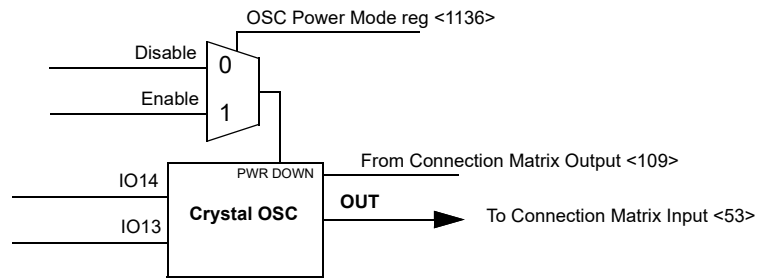 OSC Power Mode reg <1136>
Disable
0
Enable
1
PWR DOWN
From Connection Matrix Output <109>
IO14
Crystal OSC
OUT
To Connection Matrix Input <53>
IO13